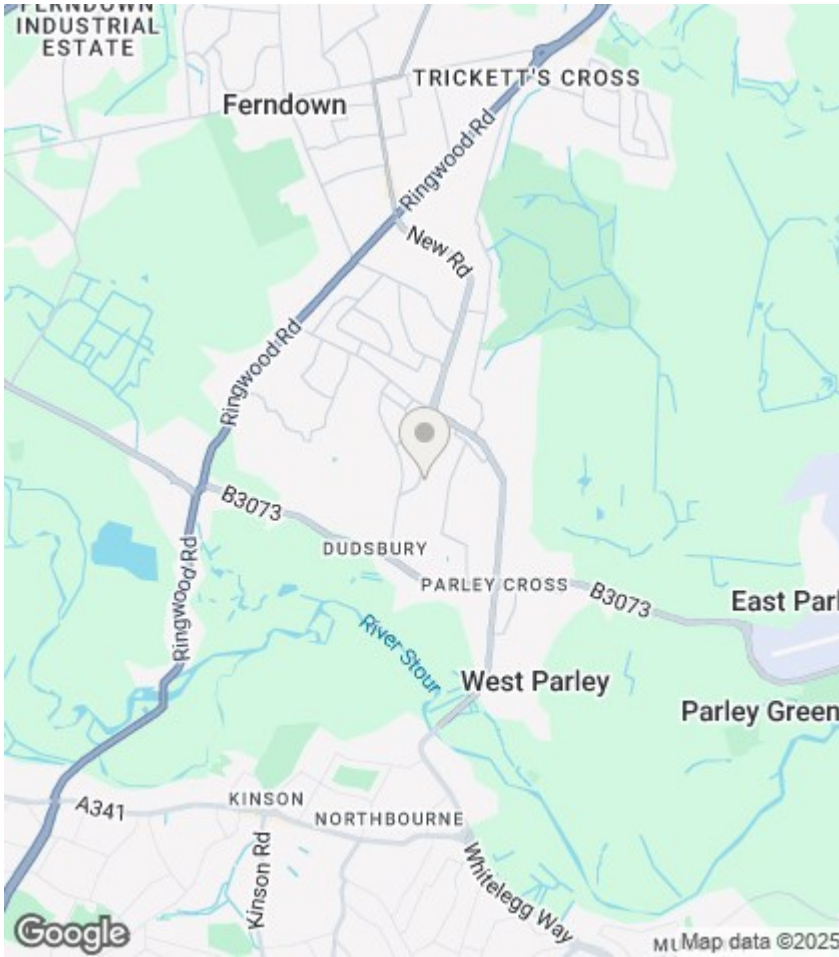 FERNDOWN
INDUSTRIAL
ESTATE
TRICKETT'S CROSS
Ferndown
Ringwood Rd
New Rd
Ringwood Rd
B3073
DUDSBURY
PARLEY CROSS
B3073
East Parl
Ringwood Rd
River Stour
West Parley
Parley Green
A341
KINSON
NORTHBOURNE
Kinson Rd
Whitelegg Way
Google
Map data ©2025